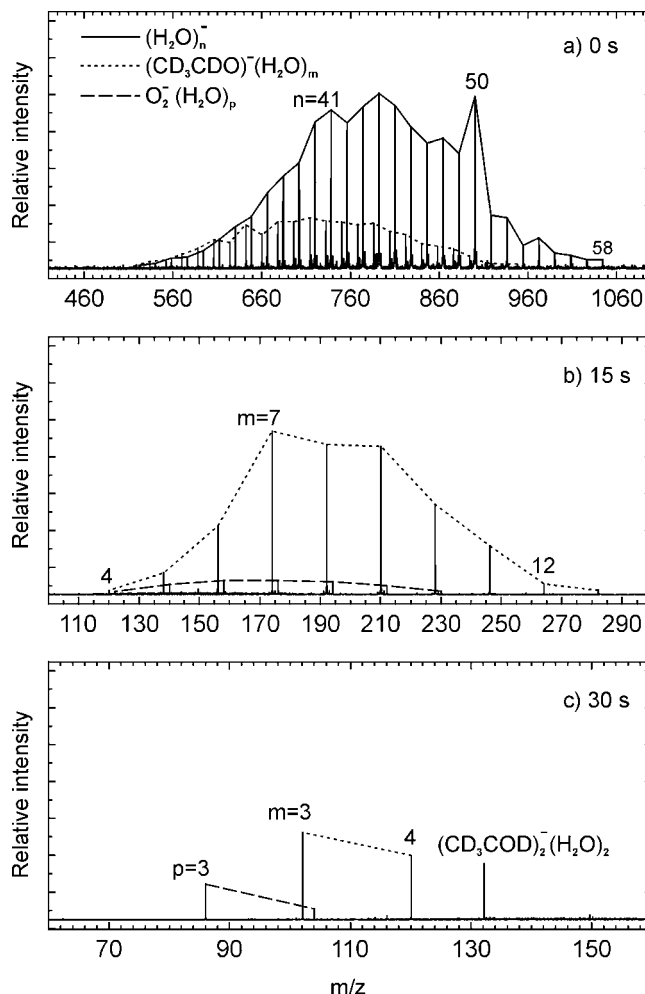 (H₂O)ₙ⁻
(CD₃CDO)⁻(H₂O)ₘ
O₂⁻(H₂O)ₚ
a) 0 s
n=41
50
58
Relative intensity
460 560 660 760 860 960 1060
b) 15 s
m=7
4
12
Relative intensity
110 130 150 170 190 210 230 250 270 290
c) 30 s
m=3
4
(CD₃COD)₂⁻(H₂O)₂
p=3
Relative intensity
70 90 110 130 150
m/z